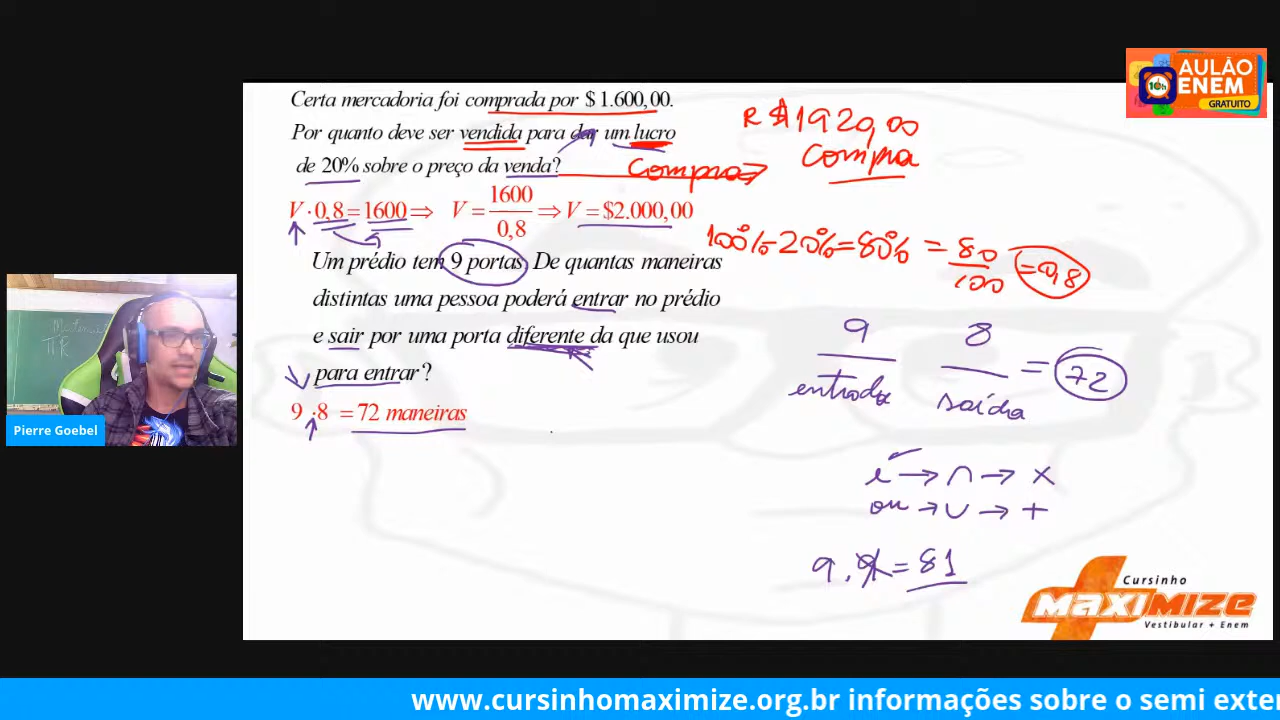 AULÃO
ENEM
GRATUITO
10h
Certa mercadoria foi comprada por $ 1.600,00.
Por quanto deve ser vendida para dar um lucro
de 20% sobre o preço da venda?
Compra
R$1920,00
Compra
V·0,8=1600⇒ V=1600/0,8⇒V=$2.000,00
100%-20%=80%=80/100=0,8
Um prédio tem 9 portas. De quantas maneiras
distintas uma pessoa poderá entrar no prédio
e sair por uma porta diferente da que usou
para entrar?
9·8 = 72 maneiras
9 8 = 72
entrada saída
e → ∩ → ×
ou → ∪ → +
9.9=81
Cursinho
MAXIMIZE
Vestibular + Enem
Pierre Goebel
www.cursinhomaximize.org.br informações sobre o semi exter